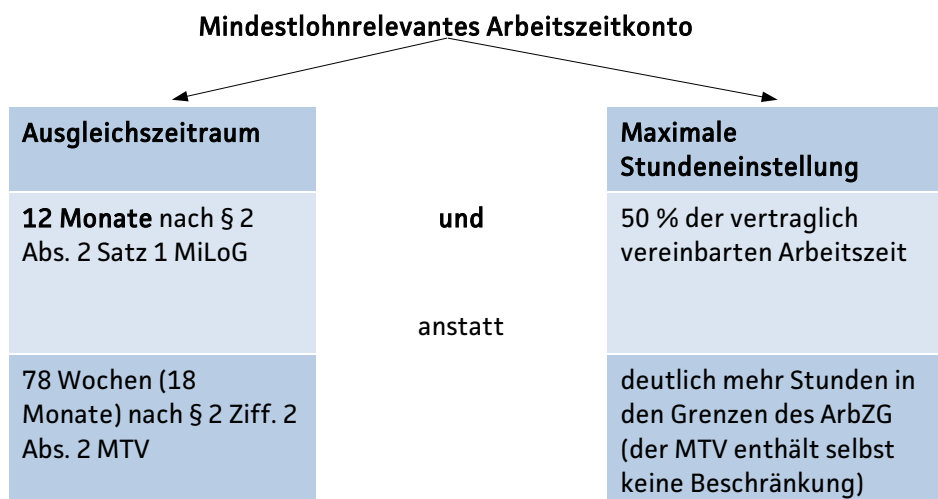 Mindestlohnrelevantes Arbeitszeitkonto
Ausgleichszeitraum
Maximale
Stundeneinstellung
12 Monate nach § 2
Abs. 2 Satz 1 MiLoG
und
50 % der vertraglich
vereinbarten Arbeitszeit
anstatt
78 Wochen (18
Monate) nach § 2 Ziff. 2
Abs. 2 MTV
deutlich mehr Stunden in
den Grenzen des ArbZG
(der MTV enthält selbst
keine Beschränkung)